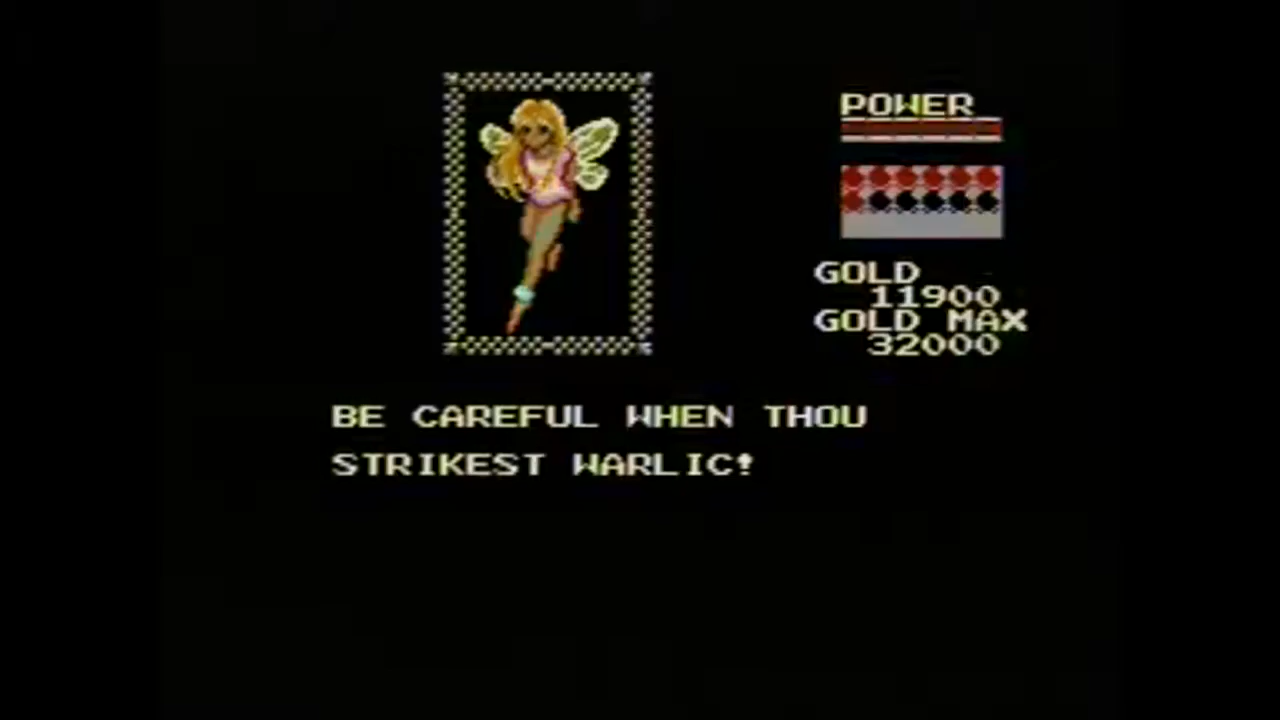 POWER
GOLD
11900
GOLD MAX
32000
BE CAREFUL WHEN THOU
STRIKEST WARLIC!